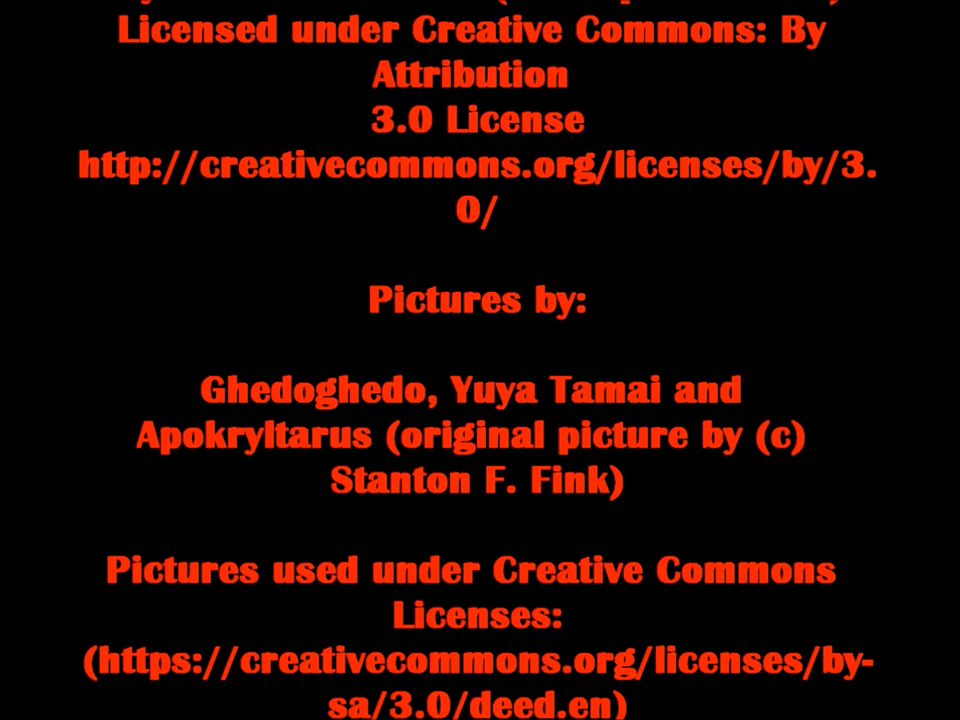 Licensed under Creative Commons: By
Attribution
3.0 License
http://creativecommons.org/licenses/by/3.
0/
Pictures by:
Ghedoghedo, Yuya Tamai and
Apokryltarus (original picture by (c)
Stanton F. Fink)
Pictures used under Creative Commons
Licenses:
(https://creativecommons.org/licenses/by-
sa/3.0/deed.en)